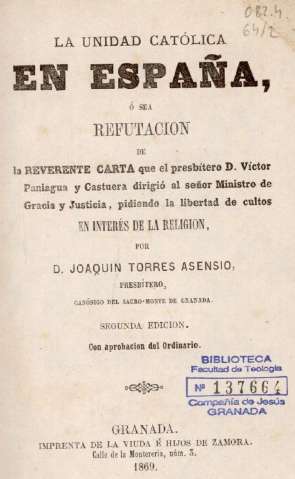 082.4
64/2
LA UNIDAD CATÓLICA
EN ESPAÑA,
Ó SEA
REFUTACION
DE
la REVERENTE CARTA que el presbítero D. Víctor
Paniagua y Castuera dirigió al señor Ministro de
Gracia y Justicia, pidiendo la libertad de cultos
EN INTERÉS DE LA RELIGION,
POR
D. JOAQUIN TORRES ASENSIO,
PRESBÍTERO,
CANÓNIGO DEL SACRO-MONTE DE GRANADA.
SEGUNDA EDICION.
Con aprobacion del Ordinario.
BIBLIOTECA
Facultad de Teología
Nº 137664
Compañía de Jesús
GRANADA
GRANADA.
IMPRENTA DE LA VIUDA É HIJOS DE ZAMORA.
Calle de la Monterería, núm. 3.
1869.